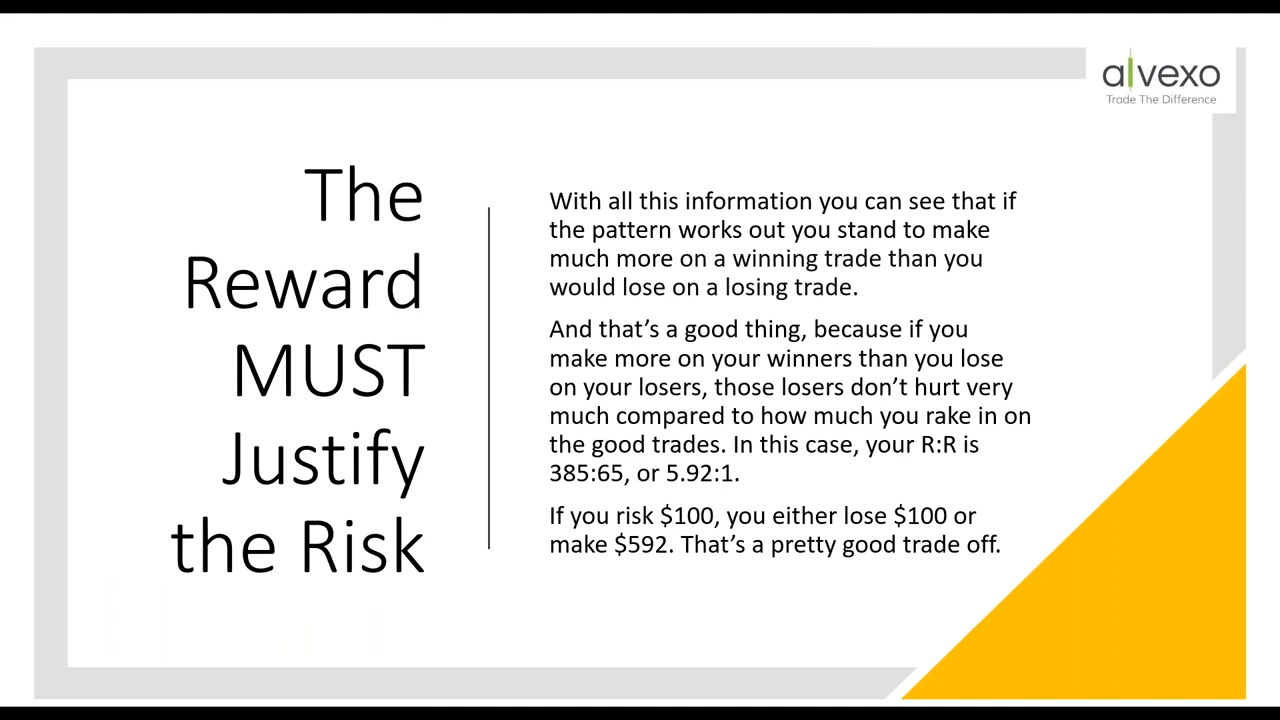 alvexo
Trade The Difference
The
Reward
MUST
Justify
the Risk
With all this information you can see that if
the pattern works out you stand to make
much more on a winning trade than you
would lose on a losing trade.
And that’s a good thing, because if you
make more on your winners than you lose
on your losers, those losers don’t hurt very
much compared to how much you rake in on
the good trades. In this case, your R:R is
385:65, or 5.92:1.
If you risk $100, you either lose $100 or
make $592. That’s a pretty good trade off.